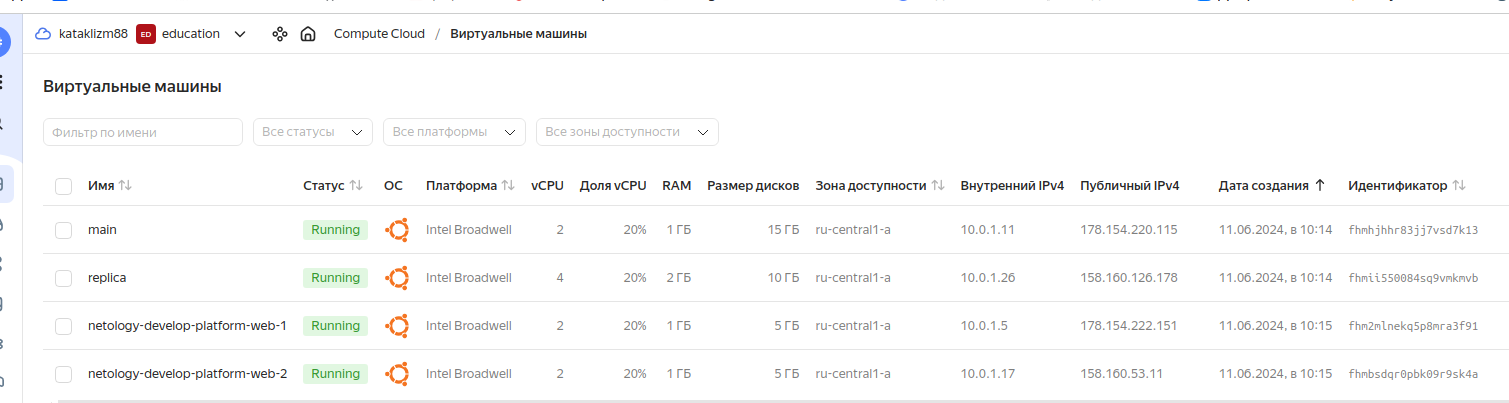 kataklizm88 ED education Compute Cloud / Виртуальные машины
Виртуальные машины
Фильтр по имени Все статусы Все платформы Все зоны доступности
Имя Статус ОС Платформа vCPU Доля vCPU RAM Размер дисков Зона доступности Внутренний IPv4 Публичный IPv4 Дата создания Идентификатор
main Running Intel Broadwell 2 20% 1 ГБ 15 ГБ ru-central1-a 10.0.1.11 178.154.220.115 11.06.2024, в 10:14 fhmhjhhr83jj7vsd7k13
replica Running Intel Broadwell 4 20% 2 ГБ 10 ГБ ru-central1-a 10.0.1.26 158.160.126.178 11.06.2024, в 10:14 fhmii550084sq9vmkmvb
netology-develop-platform-web-1 Running Intel Broadwell 2 20% 1 ГБ 5 ГБ ru-central1-a 10.0.1.5 178.154.222.151 11.06.2024, в 10:15 fhm2mlnekq5p8mra3f91
netology-develop-platform-web-2 Running Intel Broadwell 2 20% 1 ГБ 5 ГБ ru-central1-a 10.0.1.17 158.160.53.11 11.06.2024, в 10:15 fhmbsdqr0pbk09r9sk4a